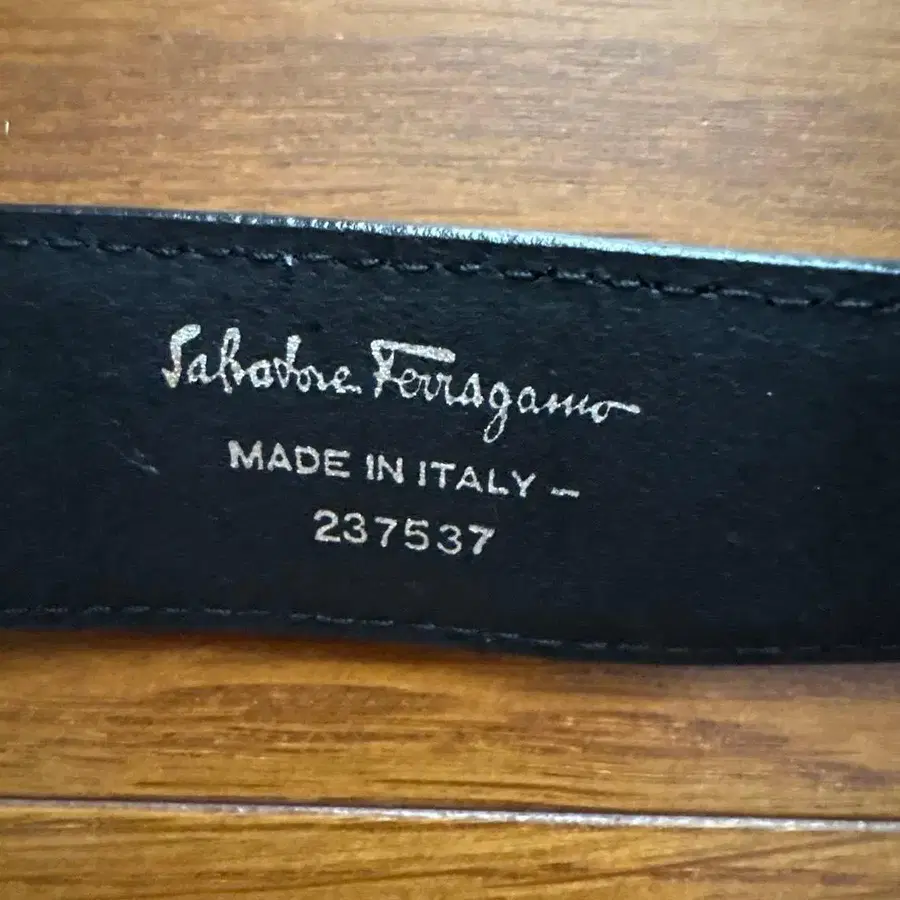 Salvatore Ferragamo
MADE IN ITALY –
237537